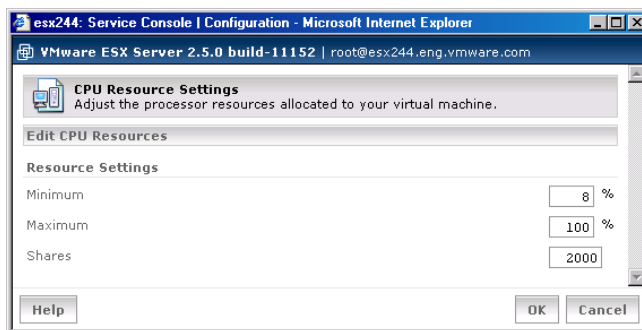 esx244: Service Console | Configuration - Microsoft Internet Explorer
VMware ESX Server 2.5.0 build-11152 | root@esx244.eng.vmware.com
CPU Resource Settings
Adjust the processor resources allocated to your virtual machine.
Edit CPU Resources
Resource Settings
Minimum 8 %
Maximum 100 %
Shares 2000
Help OK Cancel